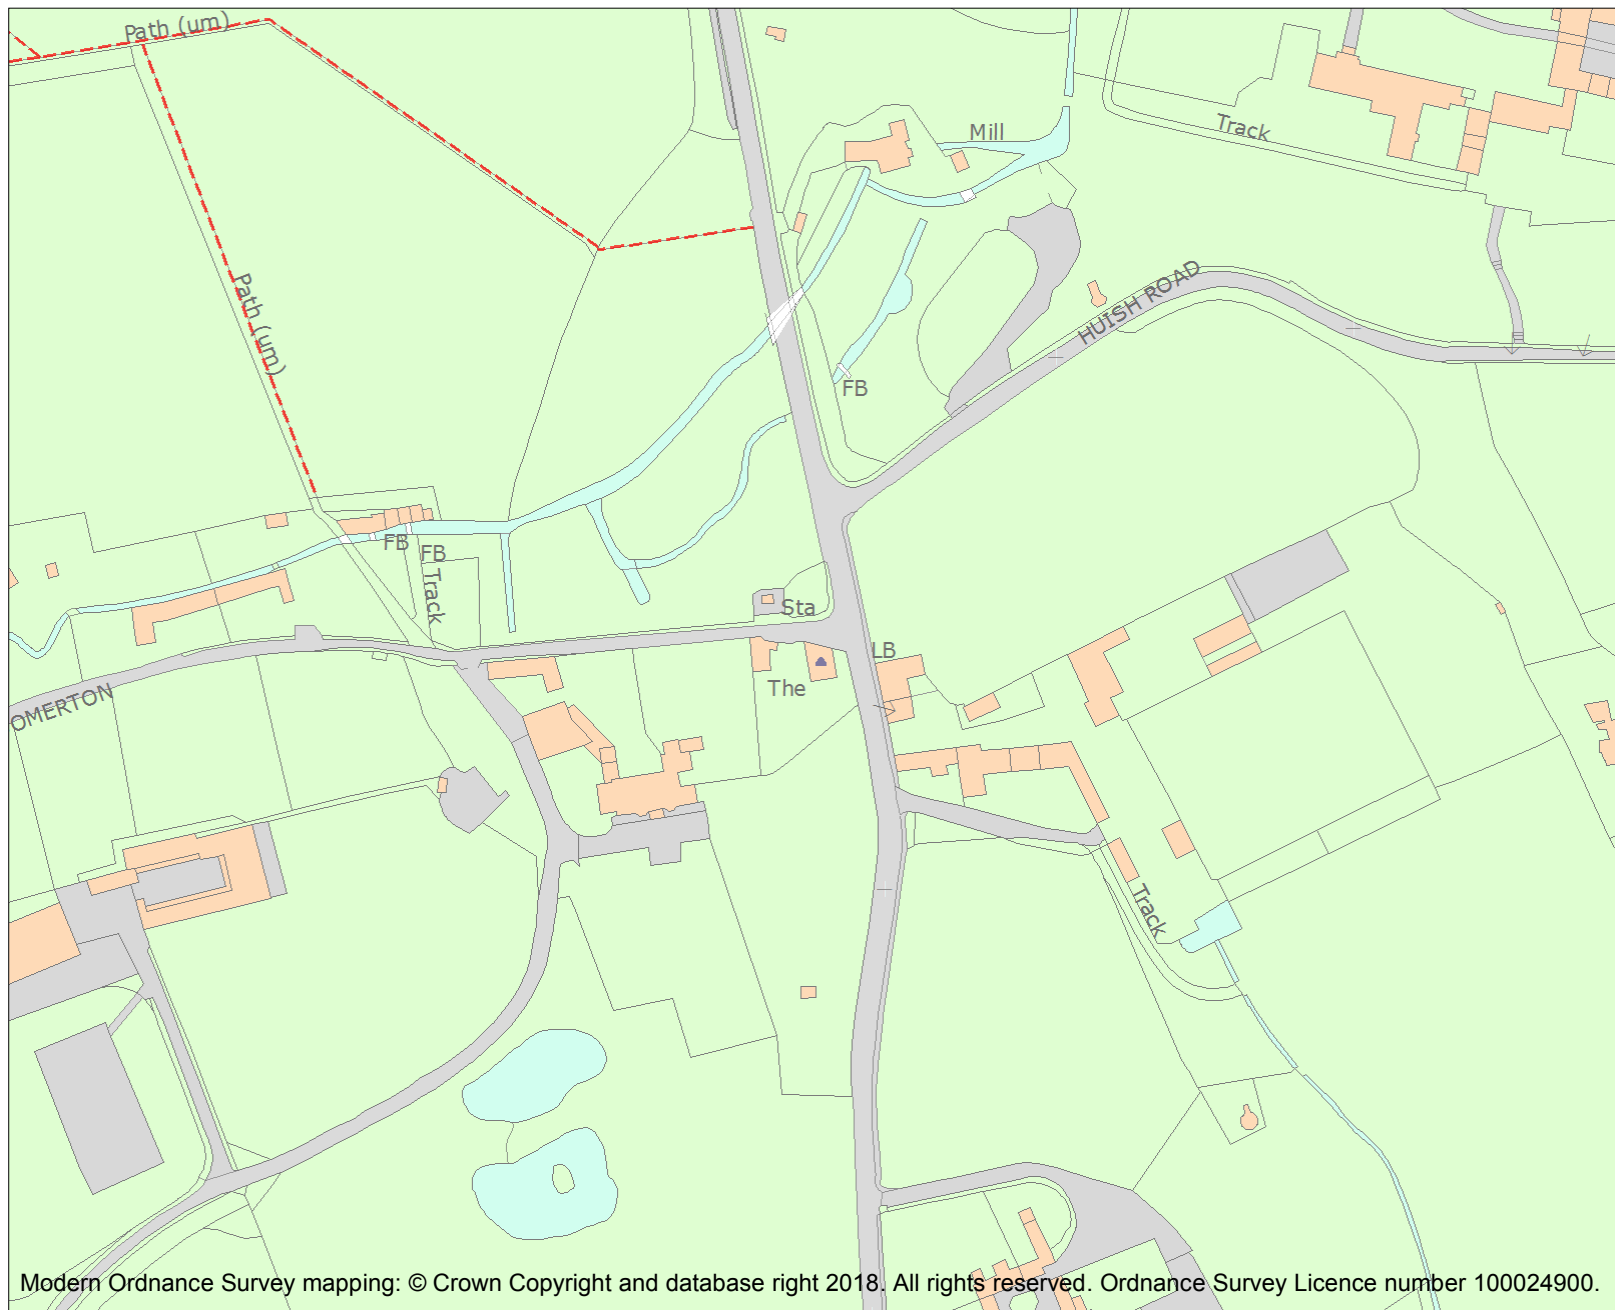 Path (um)
Mill
Track
HUISH ROAD
Path (um)
FB
FB
FB
Track
Sta
LB
The
OMERTON
Track
Modern Ordnance Survey mapping: © Crown Copyright and database right 2018. All rights reserved. Ordnance Survey Licence number 100024900.